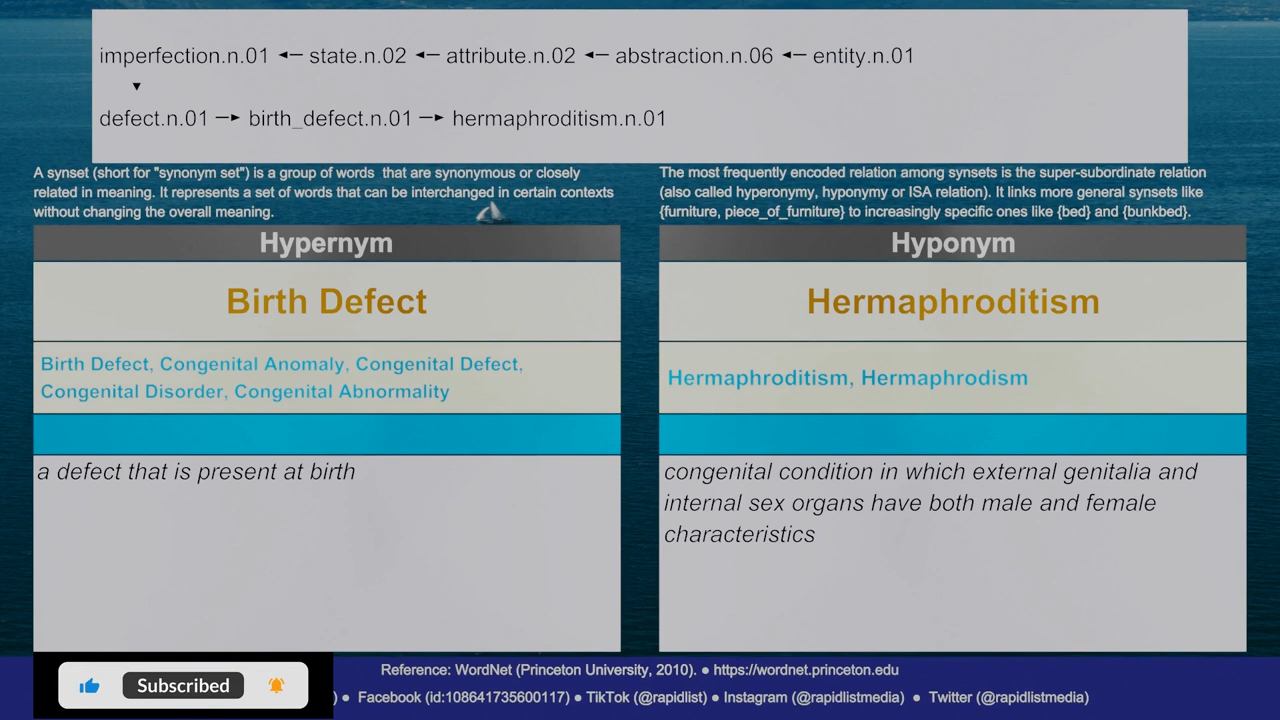 imperfection.n.01 ← state.n.02 ← attribute.n.02 ← abstraction.n.06 ← entity.n.01
▼
defect.n.01 → birth_defect.n.01 → hermaphroditism.n.01
A synset (short for "synonym set") is a group of words that are synonymous or closely
related in meaning. It represents a set of words that can be interchanged in certain contexts
without changing the overall meaning.
The most frequently encoded relation among synsets is the super-subordinate relation
(also called hyperonymy, hyponymy or ISA relation). It links more general synsets like
{furniture, piece_of_furniture} to increasingly specific ones like {bed} and {bunkbed}.
Hypernym
Birth Defect
Birth Defect, Congenital Anomaly, Congenital Defect,
Congenital Disorder, Congenital Abnormality
a defect that is present at birth
Hyponym
Hermaphroditism
Hermaphroditism, Hermaphrodism
congenital condition in which external genitalia and
internal sex organs have both male and female
characteristics
Reference: WordNet (Princeton University, 2010). ● https://wordnet.princeton.edu
) ● Facebook (id:108641735600117) ● TikTok (@rapidlist) ● Instagram (@rapidlistmedia) ● Twitter (@rapidlistmedia)
Subscribed